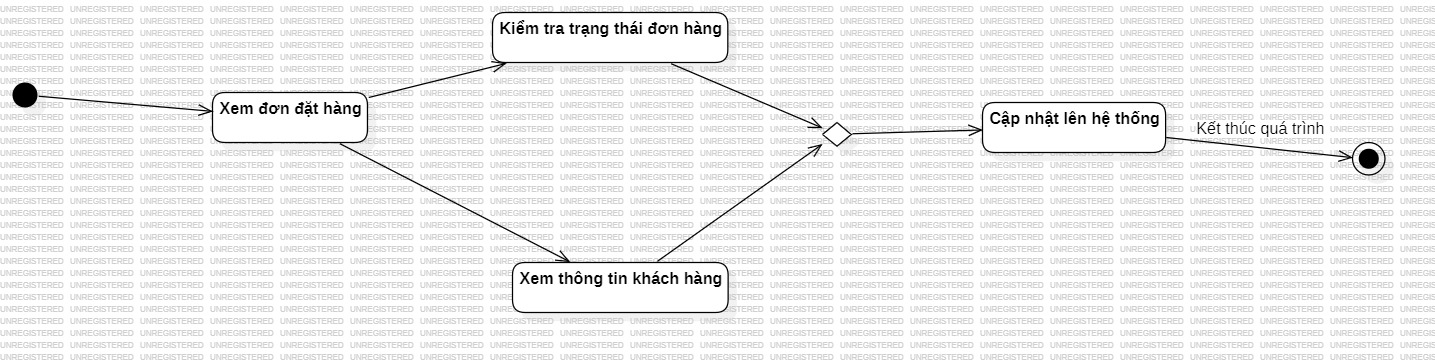 Kiểm tra trạng thái đơn hàng
Xem đơn đặt hàng
Cập nhật lên hệ thống
Kết thúc quá trình
Xem thông tin khách hàng
UNREGISTERED